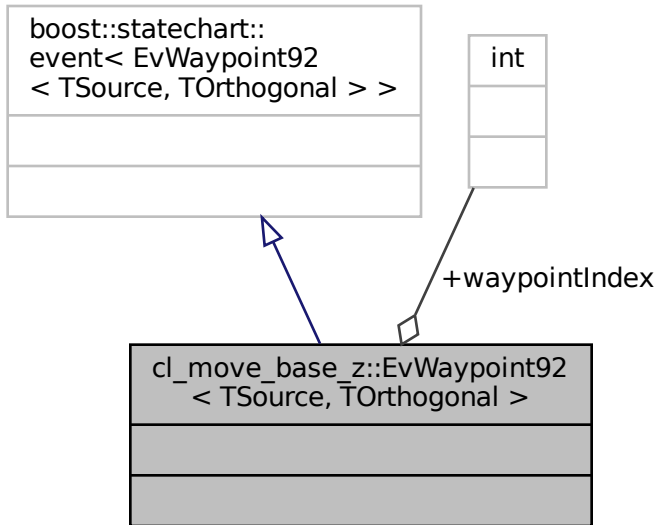 boost::statechart::
event< EvWaypoint92
< TSource, TOrthogonal > >
int
+waypointIndex
cl_move_base_z::EvWaypoint92
< TSource, TOrthogonal >